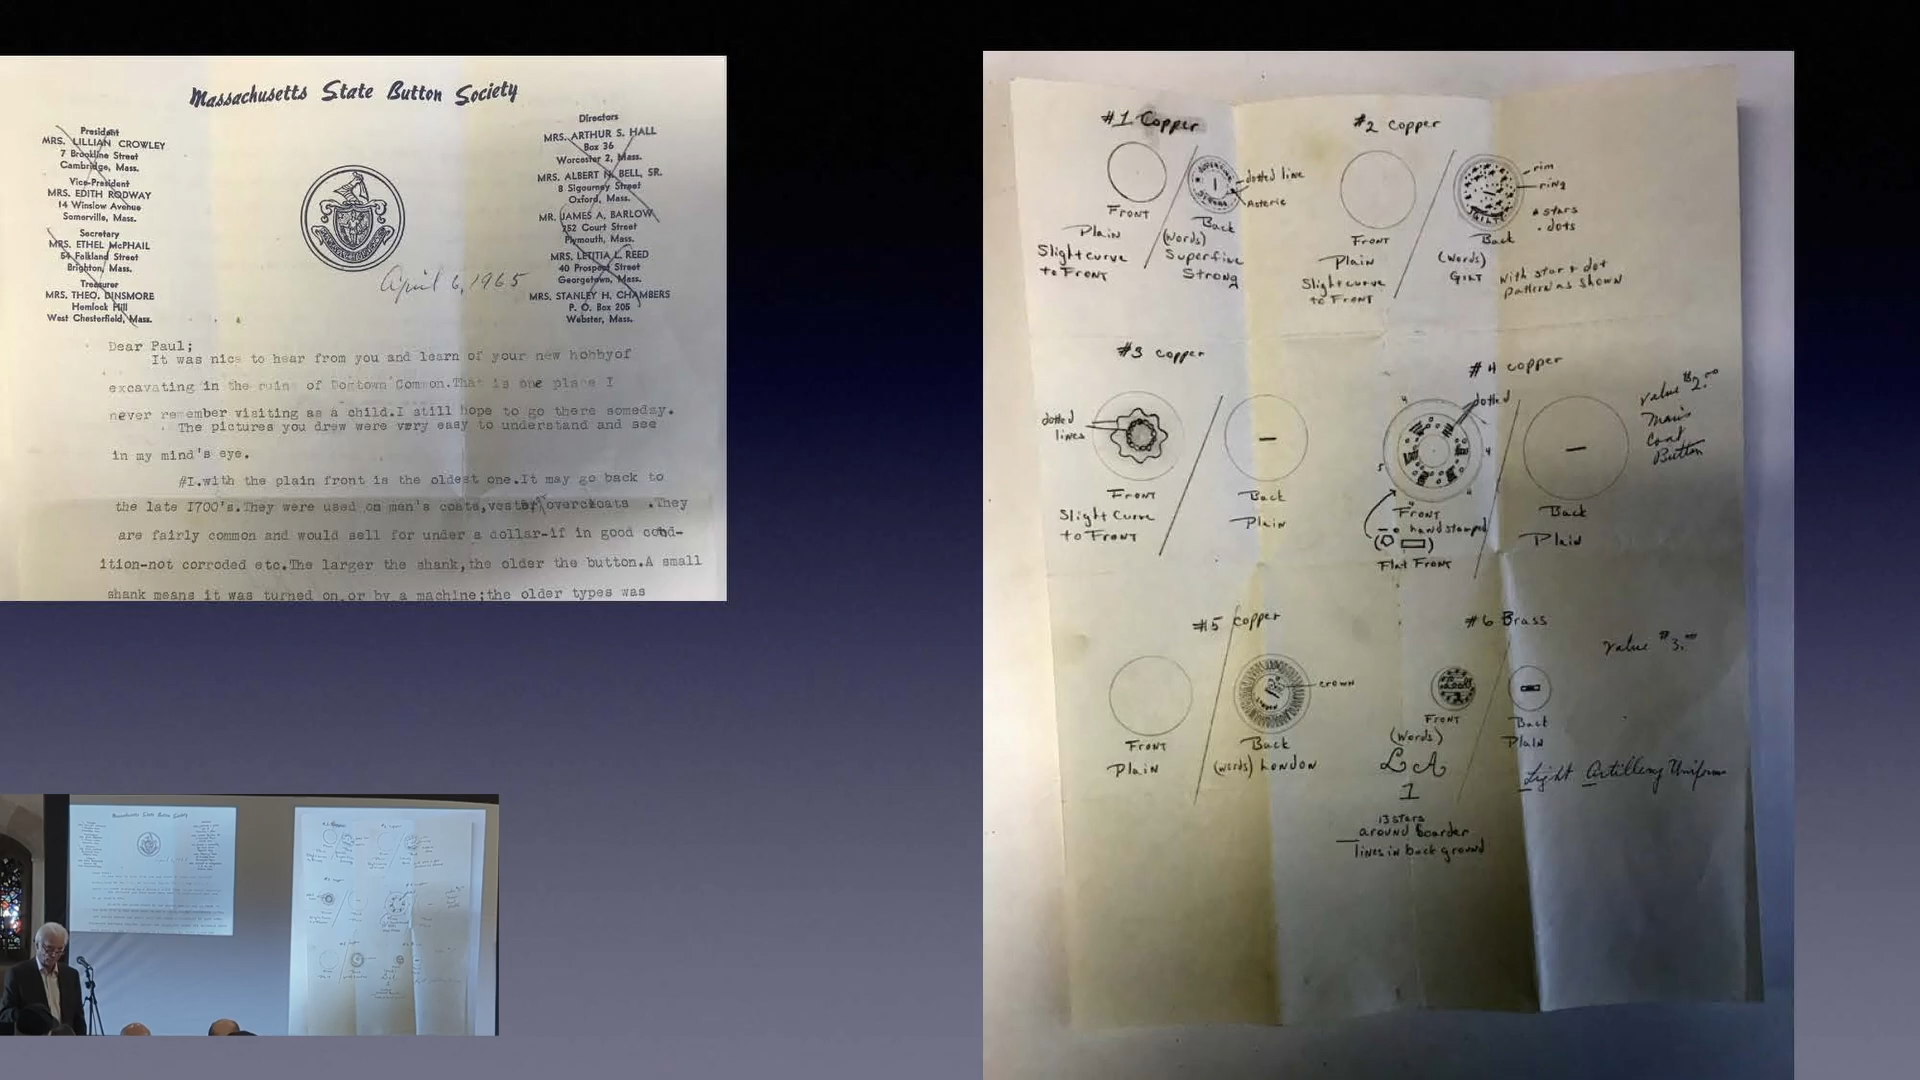 Massachusetts State Button Society
President
MRS. LILLIAN CROWLEY
7 Brookline Street
Cambridge, Mass.
Vice-President
MRS. EDITH RODWAY
14 Winslow Avenue
Somerville, Mass.
Secretary
MRS. ETHEL McPHAIL
54 Falkland Street
Brighton, Mass.
Treasurer
MRS. THEO. DINSMORE
Hemlock Hill
West Chesterfield, Mass.
Directors
MRS. ARTHUR S. HALL
Box 36
Worcester 2, Mass.
MRS. ALBERT N. BELL, SR.
8 Sigourney Street
Oxford, Mass.
MR. JAMES A. BARLOW
252 Court Street
Plymouth, Mass.
MRS. LETITIA L. REED
40 Prospect Street
Georgetown, Mass.
MRS. STANLEY H. CHAMBERS
P. O. Box 205
Webster, Mass.
April 6, 1965
Dear Paul;
It was nice to hear from you and learn of your new hobbyof
excavating in the ruins of Dogtown Common.That is one place I
never remember visiting as a child.I still hope to go there someday.
The pictures you drew were very easy to understand and see
in my mind's eye.
#I.with the plain front is the oldest one.It may go back to
the late I700's.They were used on men's coats,vests, overcoats .They
are fairly common and would sell for under a dollar-if in good cond-
ition-not corroded etc.The larger the shank,the older the button.A small
shank means it was turned on,or by a machine;the older types was
#1 Copper
dotted line
Asteric
Front
Plain
Slight curve
to Front
Back
(words)
Superfine
Strong
#2 copper
rim
ring
* stars
. dots
Front
Plain
Slight curve
to Front
GILT
Back
(words)
GILT
with star + dot
pattern as shown
#3 copper
dotted
lines
Front
Slight Curve
to Front
Back
Plain
#4 copper
dotted
4
4
5
4
Front
hand stamped
Flat Front
Back
Plain
value $2.00
Man's
Coat
Button
#5 copper
crown
LONDON
Front
Plain
Back
(words) London
#6 Brass
value $3.00
Front
(words)
LA
1
13 stars
around boarder
lines in back ground
Back
Plain
Light Artillery Uniform
Massachusetts State Button Society